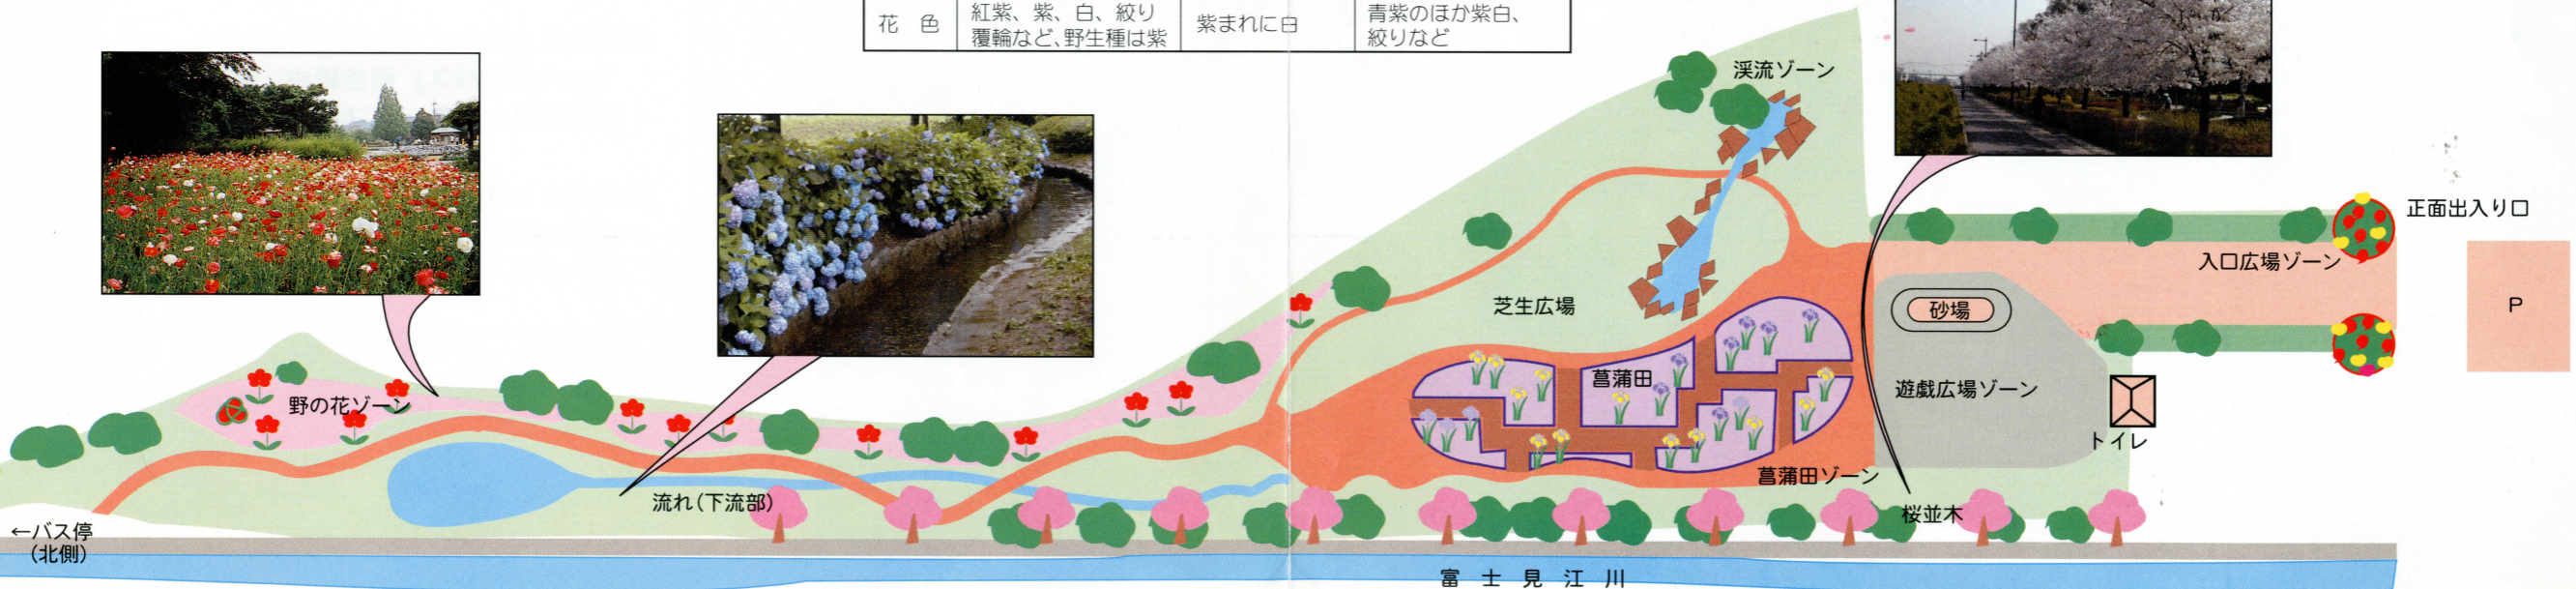 花　色
紅紫、紫、白、絞り
覆輪など、野生種は紫
紫まれに白
青紫のほか紫白、
絞りなど
渓流ゾーン
正面出入り口
入口広場ゾーン
P
芝生広場
砂場
菖蒲田
遊戯広場ゾーン
野の花ゾーン
トイレ
菖蒲田ゾーン
流れ(下流部)
桜並木
←バス停
(北側)
富 士 見 江 川